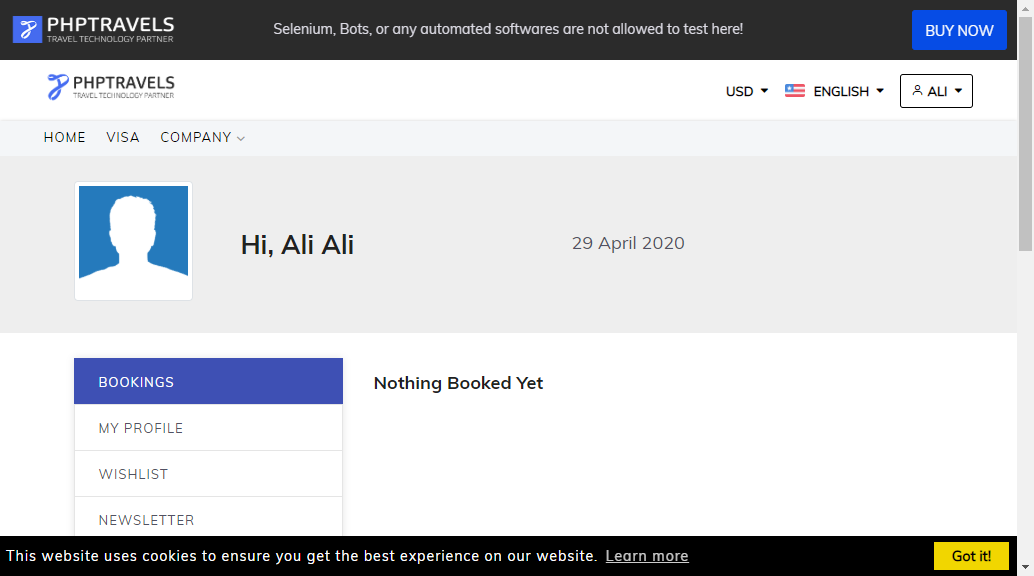 PHPTRAVELS
TRAVEL TECHNOLOGY PARTNER
Selenium, Bots, or any automated softwares are not allowed to test here!
BUY NOW
PHPTRAVELS
TRAVEL TECHNOLOGY PARTNER
USD
ENGLISH
ALI
HOME
VISA
COMPANY
Hi, Ali Ali
29 April 2020
BOOKINGS
Nothing Booked Yet
MY PROFILE
WISHLIST
NEWSLETTER
This website uses cookies to ensure you get the best experience on our website. Learn more
Got it!